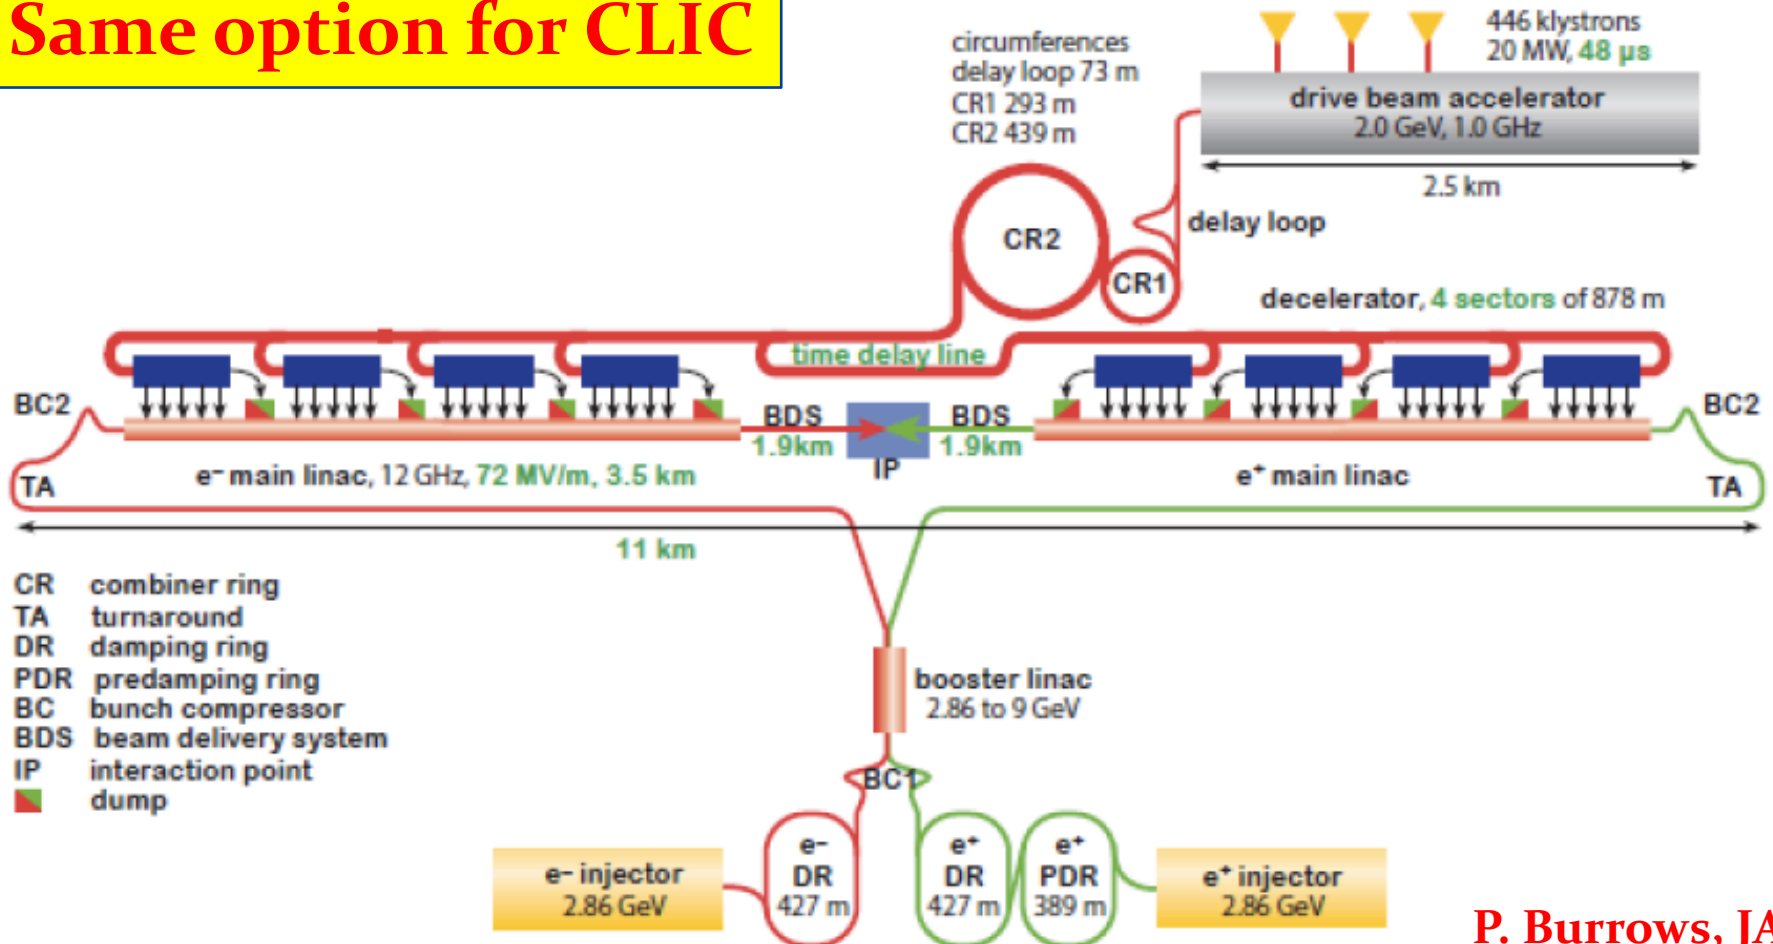 Same option for CLIC
circumferences
delay loop 73 m
CR1 293 m
CR2 439 m
446 klystrons
20 MW, 48 µs
drive beam accelerator
2.0 GeV, 1.0 GHz
2.5 km
delay loop
CR2
CR1
decelerator, 4 sectors of 878 m
time delay line
BC2
BDS
1.9km
IP
BDS
1.9km
BC2
TA
e− main linac, 12 GHz, 72 MV/m, 3.5 km
e+ main linac
TA
11 km
CR combiner ring
TA turnaround
DR damping ring
PDR predamping ring
BC bunch compressor
BDS beam delivery system
IP interaction point
dump
booster linac
2.86 to 9 GeV
BC1
e− injector
2.86 GeV
e−
DR
427 m
e+
DR
427 m
e+
PDR
389 m
e+ injector
2.86 GeV
P. Burrows,